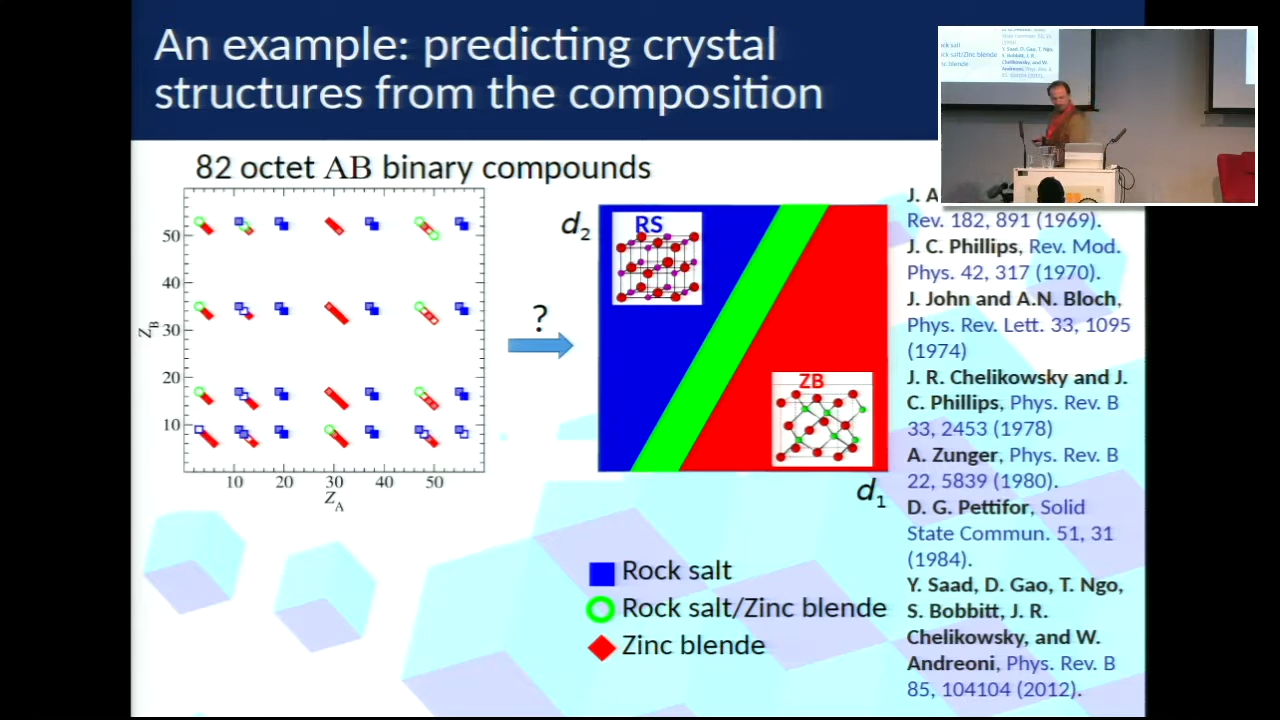 An example: predicting crystal
structures from the composition
82 octet AB binary compounds
50
40
30
20
10
Z_B
10 20 30 40 50
Z_A
?
d2
RS
ZB
d1
Rock salt
Rock salt/Zinc blende
Zinc blende
J. A
Rev. 182, 891 (1969).
J. C. Phillips, Rev. Mod.
Phys. 42, 317 (1970).
J. John and A.N. Bloch,
Phys. Rev. Lett. 33, 1095
(1974)
J. R. Chelikowsky and J.
C. Phillips, Phys. Rev. B
33, 2453 (1978)
A. Zunger, Phys. Rev. B
22, 5839 (1980).
D. G. Pettifor, Solid
State Commun. 51, 31
(1984).
Y. Saad, D. Gao, T. Ngo,
S. Bobbitt, J. R.
Chelikowsky, and W.
Andreoni, Phys. Rev. B
85, 104104 (2012).